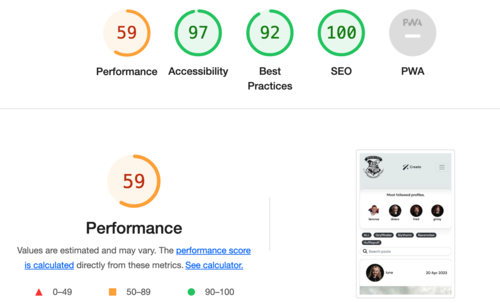 59
97
92
100
PWA
Performance
Accessibility
Best
Practices
SEO
PWA
59
Performance
Values are estimated and may vary. The performance score
is calculated directly from these metrics. See calculator.
0–49
50–89
90–100
Create
Most followed profiles.
Search posts
20 Apr 2023